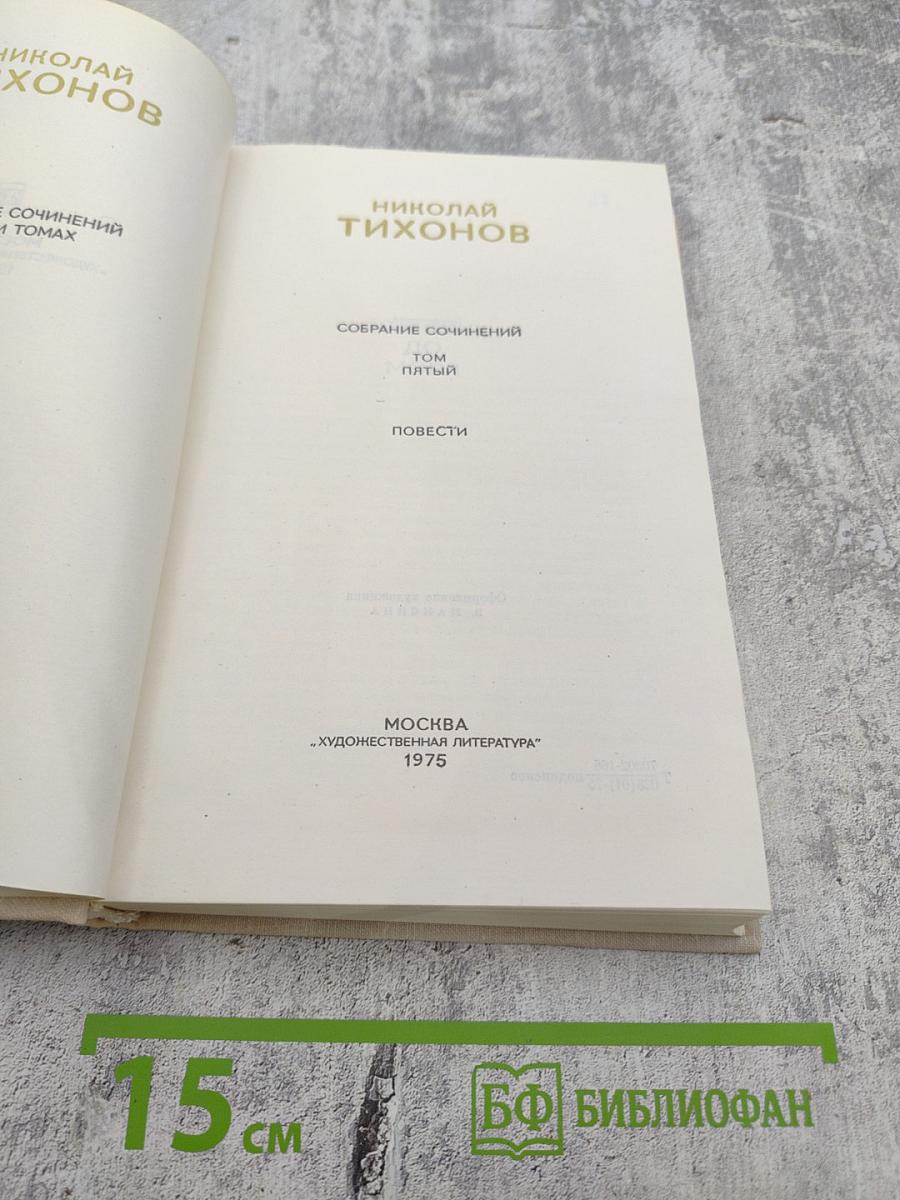 НИКОЛАЙ
ТИХОНОВ
СОЧИНЕНИЙ
ТОМАХ
НИКОЛАЙ
ТИХОНОВ
СОБРАНИЕ СОЧИНЕНИЙ
ТОМ
ПЯТЫЙ
ПОВЕСТИ
МОСКВА
„ХУДОЖЕСТВЕННАЯ ЛИТЕРАТУРА"
1975
15 СМ
БФ БИБЛИОФАН